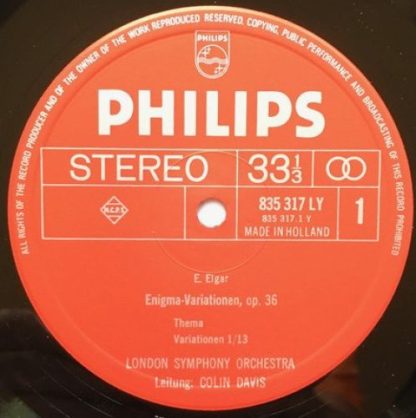 ALL RIGHTS OF THE RECORD PRODUCER AND OF THE OWNER OF THE WORK REPRODUCED RESERVED. COPYING, PUBLIC PERFORMANCE AND BROADCASTING OF THIS RECORD PROHIBITED
PHILIPS
PHILIPS
STEREO 33 1/3
835 317 LY
835 317.1 Y
MADE IN HOLLAND
1
M.C.P.S.
E. Elgar
Enigma-Variationen, op. 36
Thema
Variationen 1/13
LONDON SYMPHONY ORCHESTRA
Leitung: COLIN DAVIS